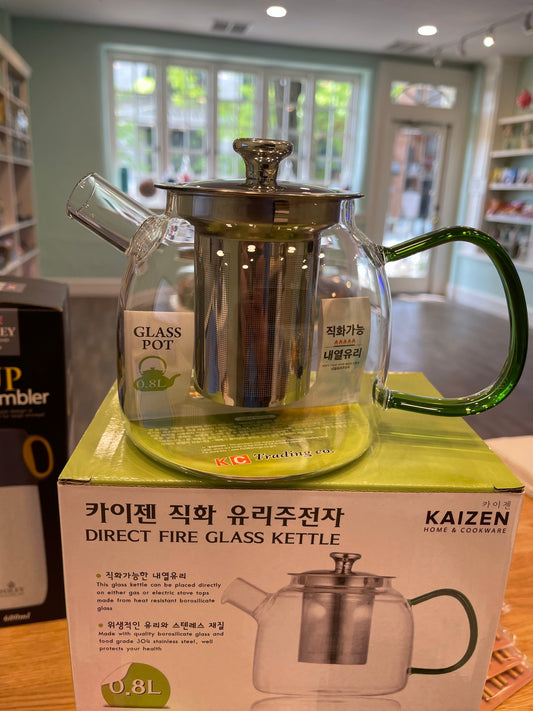 GLASS
POT
0.8L
직화가능
내열유리
KC Trading co.
UP
mbler
카이젠 직화 유리주전자
DIRECT FIRE GLASS KETTLE
카이젠
KAIZEN
HOME & COOKWARE
• 직화가능한 내열유리
This glass kettle can be placed directly
on either gas or electric stove tops
made from heat resistant borosilicate
glass
• 위생적인 유리와 스텐레스 재질
Made with quality borosilicate glass and
food grade 304 stainless steel, well
protects your health
0.8L
680ml